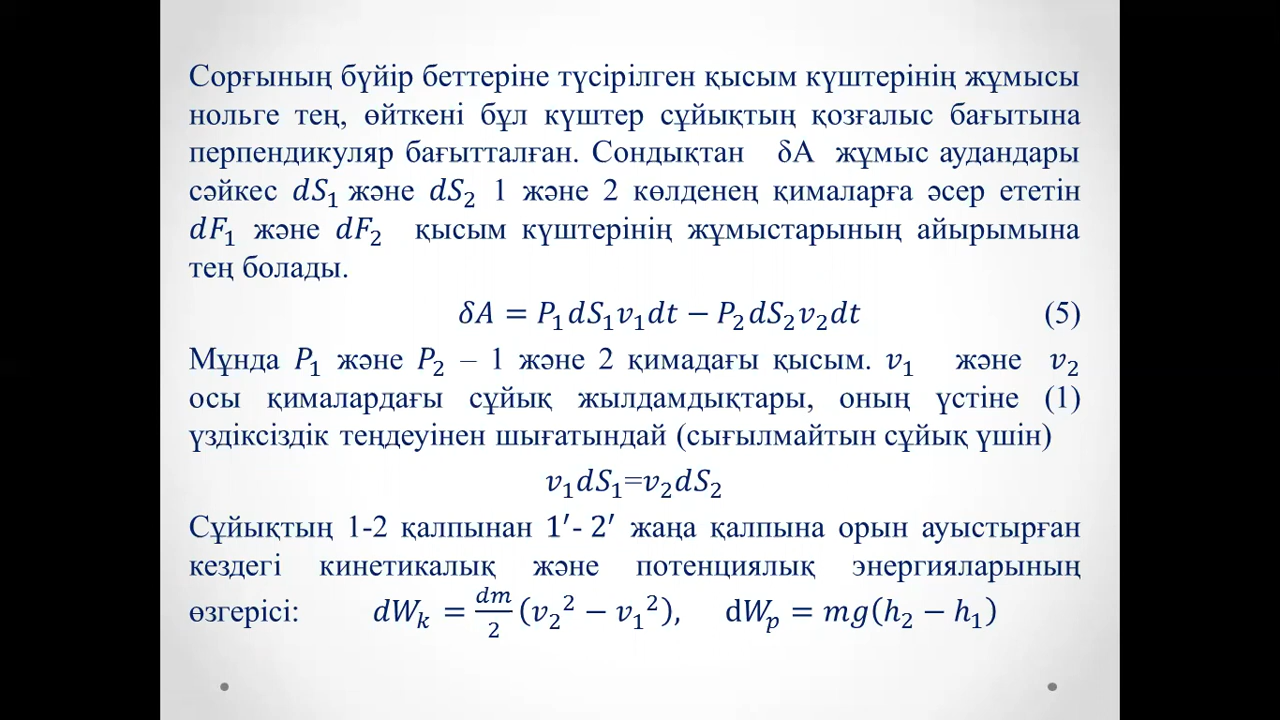 Сорғының бүйір беттеріне түсірілген қысым күштерінің жұмысы
нольге тең, өйткені бұл күштер сұйықтың қозғалыс бағытына
перпендикуляр бағытталған. Сондықтан δА жұмыс аудандары
сәйкес dS₁ және dS₂ 1 және 2 көлденең қималарға әсер ететін
dF₁ және dF₂ қысым күштерінің жұмыстарының айырымына
тең болады.
δA = P₁dS₁v₁dt − P₂dS₂v₂dt (5)
Мұнда P₁ және P₂ – 1 және 2 қимадағы қысым. v₁ және v₂
осы қималардағы сұйық жылдамдықтары, оның үстіне (1)
үздіксіздік теңдеуінен шығатындай (сығылмайтын сұйық үшін)
v₁dS₁=v₂dS₂
Сұйықтың 1-2 қалпынан 1′- 2′ жаңа қалпына орын ауыстырған
кездегі кинетикалық және потенциялық энергияларының
өзгерісі: dWₖ = dm/2 (v₂² − v₁²), dWₚ = mg(h₂ − h₁)